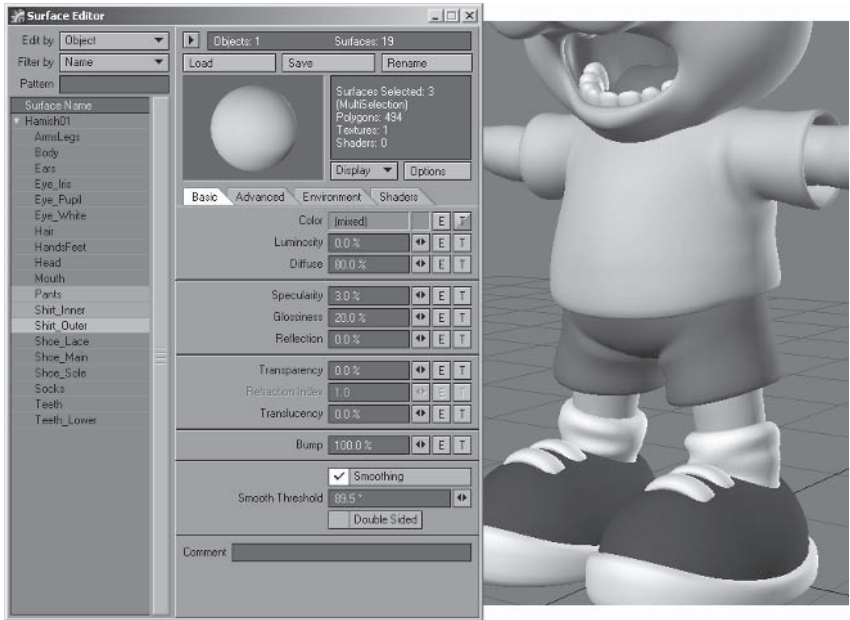 Surface Editor
Edit by Object
Objects: 1 Surfaces: 19
Filter by Name
Load Save Rename
Pattern
Surface Name
Hamish01
ArmsLegs
Body
Ears
Eye_Iris
Eye_Pupil
Eye_White
Hair
HandsFeet
Head
Mouth
Pants
Shirt_Inner
Shirt_Outer
Shoe_Lace
Shoe_Main
Shoe_Sole
Socks
Teeth
Teeth_Lower
Surfaces Selected: 3
(MultiSelection)
Polygons: 494
Textures: 1
Shaders: 0
Display Options
Basic Advanced Environment Shaders
Color (mixed) E T
Luminosity 0.0 % E T
Diffuse 80.0 % E T
Specularity 3.0 % E T
Glossiness 20.0 % E T
Reflection 0.0 % E T
Transparency 0.0 % E T
Refraction Index 1.0 E T
Translucency 0.0 % E T
Bump 100.0 % E T
Smoothing
Smooth Threshold 89.5 °
Double Sided
Comment